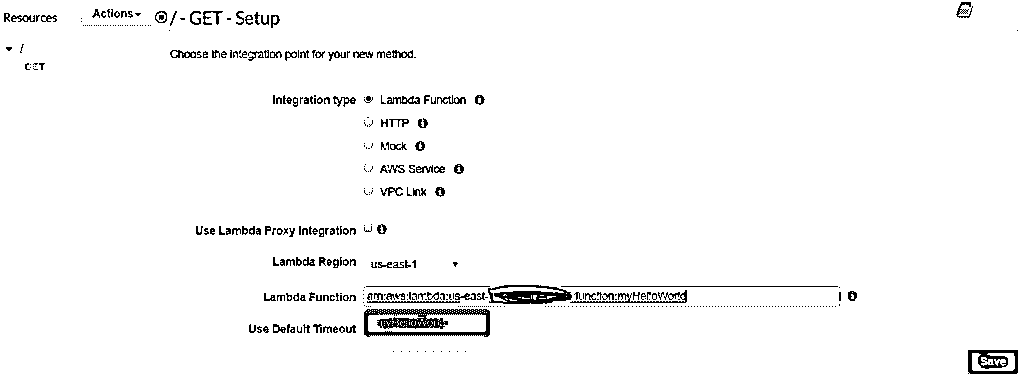 Resources Actions / - GET - Setup
/
GET
Choose the integration point for your new method.
Integration type Lambda Function
HTTP
Mock
AWS Service
VPC Link
Use Lambda Proxy Integration
Lambda Region us-east-1
Lambda Function arn:aws:lambda:us-east-1 function:myHelloWorld
Use Default Timeout
Save